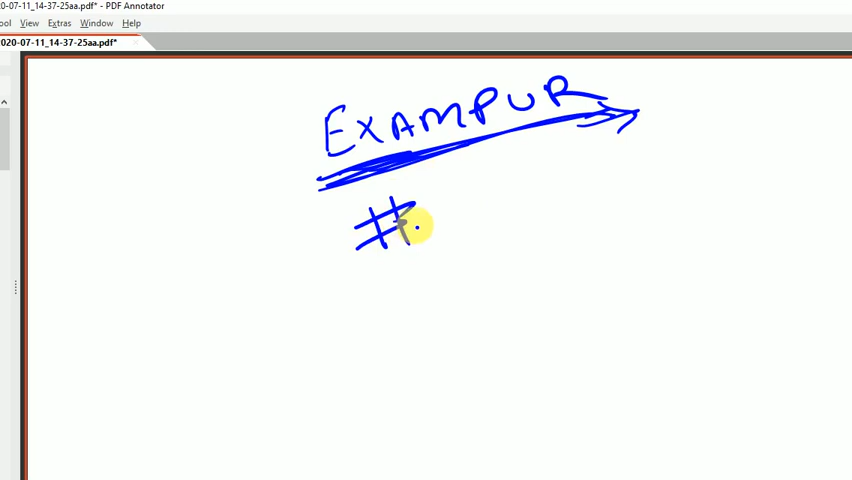 0-07-11_14-37-25aa.pdf* - PDF Annotator
ool View Extras Window Help
2020-07-11_14-37-25aa.pdf*
EXAMPUR
#.